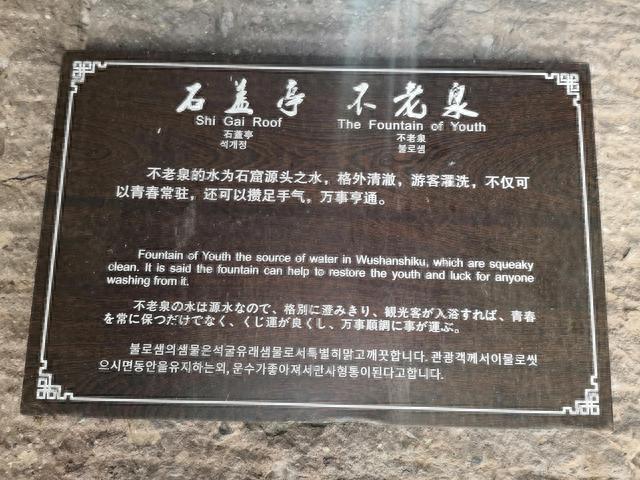 石盖亭 不老泉
Shi Gai Roof The Fountain of Youth
石蓋亭 不老泉
석개정 불로샘
不老泉的水为石窟源头之水，格外清澈，游客濯洗，不仅可
以青春常驻，还可以攒足手气，万事亨通。
Fountain of Youth the source of water in Wushanshiku, which are squeaky
clean. It is said the fountain can help to restore the youth and luck for anyone
washing from it.
不老泉の水は源水なので、格別に澄みきり、観光客が入浴すれば、青春
を常に保つだけでなく、くじ運が良くし、万事順調に事が運ぶ。
불로샘의샘물은석굴유래샘물로서특별히맑고깨끗합니다. 관광객께서이물로씻
으시면동안을유지하는외, 운수가좋아져서만사형통이된다고합니다.